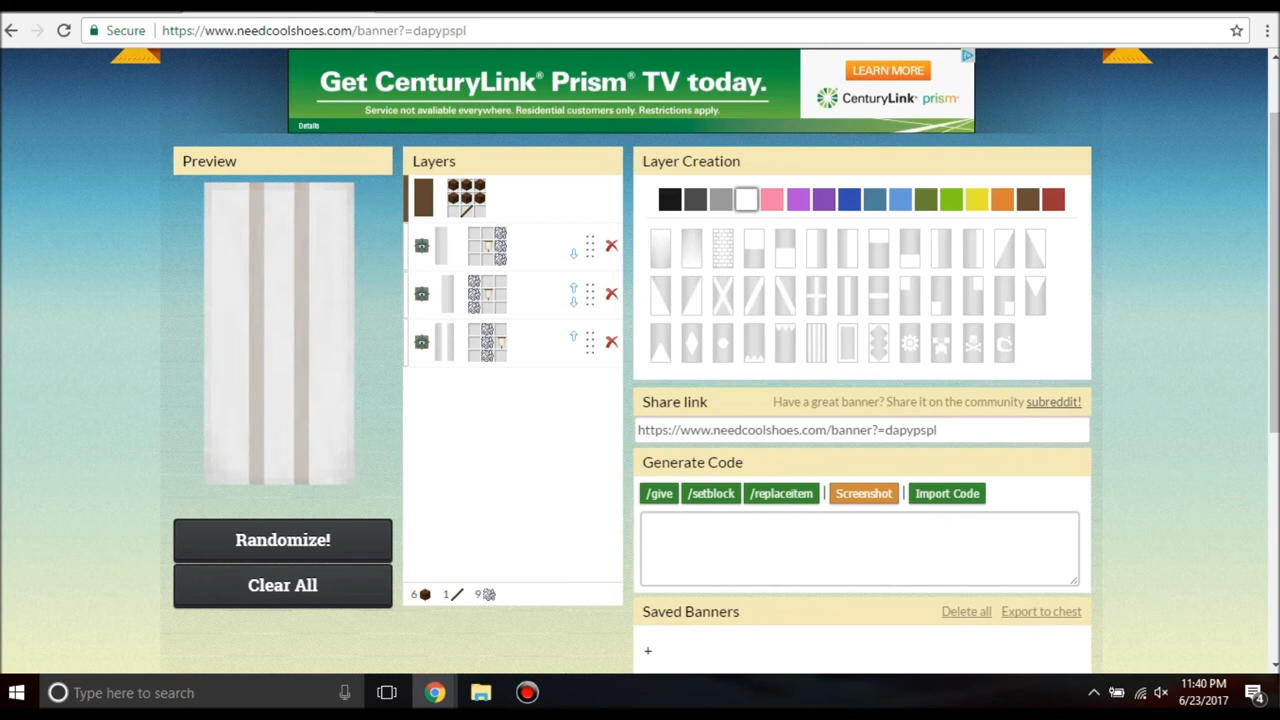 Secure
https://www.needcoolshoes.com/banner?=dapypspl
Get CenturyLink® Prism® TV today.
Service not available everywhere. Residential customers only. Restrictions apply.
Details
LEARN MORE
CenturyLink® prism™
Preview
Layers
Layer Creation
Share link
Have a great banner? Share it on the community subreddit!
https://www.needcoolshoes.com/banner?=dapypspl
Generate Code
/give
/setblock
/replaceitem
|
Screenshot
|
Import Code
Randomize!
Clear All
6
1
9
Saved Banners
Delete all
Export to chest
+
Type here to search
11:40 PM
6/23/2017
4